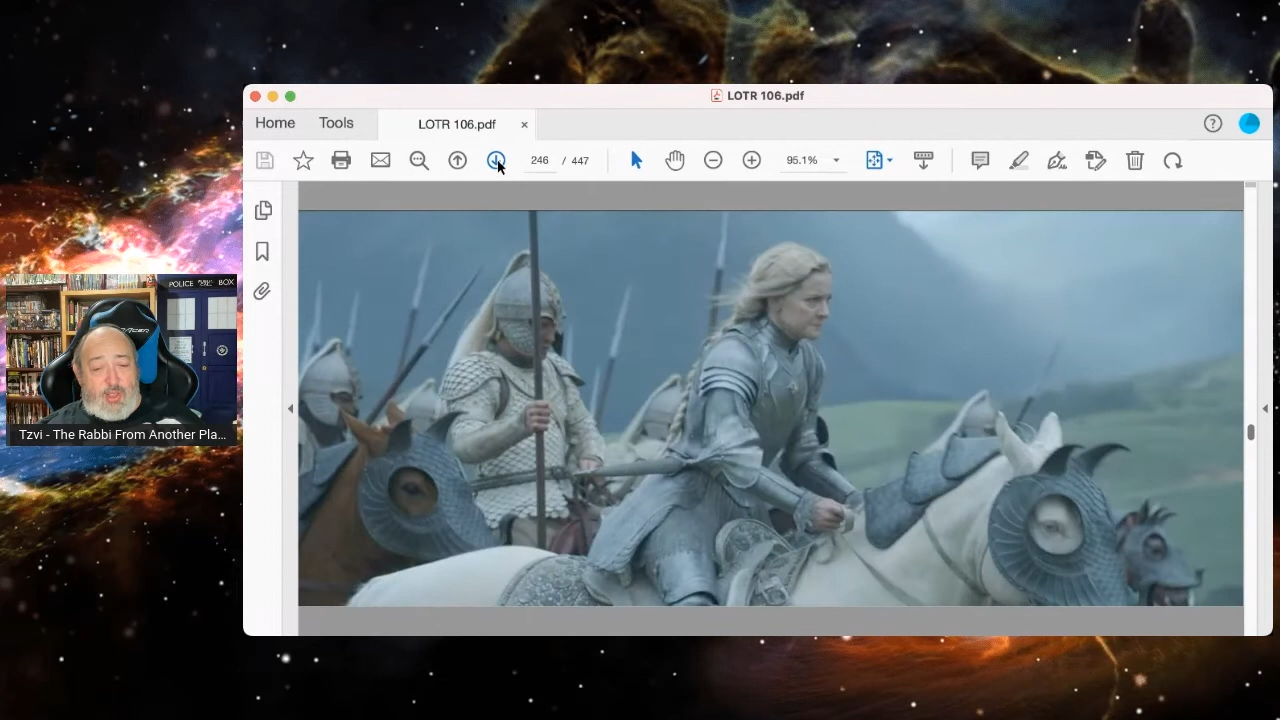 LOTR 106.pdf
Home
Tools
LOTR 106.pdf
246 / 447
95.1%
POLICE BOX
Tzvi - The Rabbi From Another Pla...